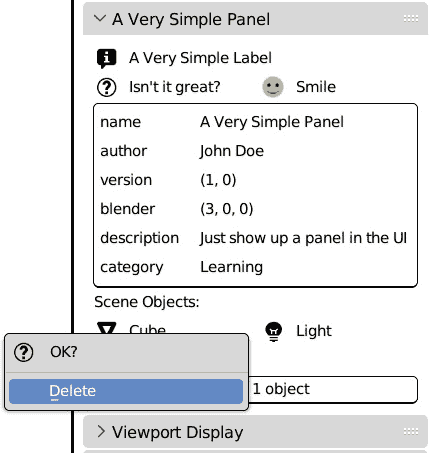 A Very Simple Panel
A Very Simple Label
Isn't it great? Smile
name A Very Simple Panel
author John Doe
version (1, 0)
blender (3, 0, 0)
description Just show up a panel in the UI
category Learning
Scene Objects:
Cube Light
OK?
Delete
1 object
Viewport Display